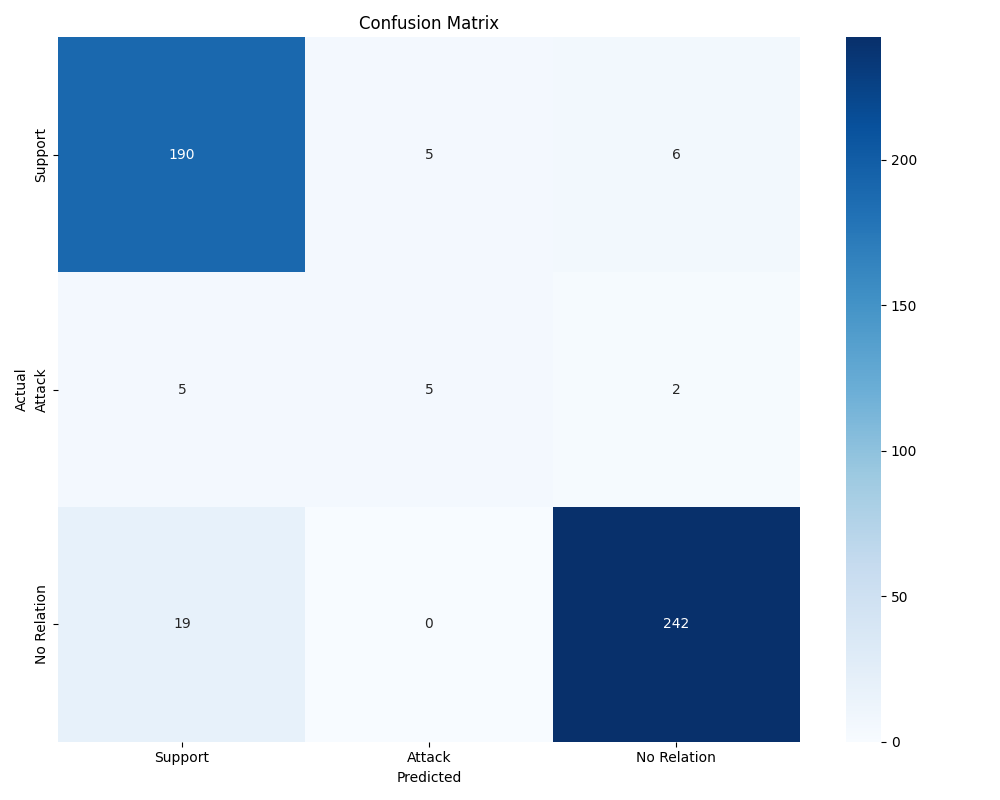 Confusion Matrix
Support
190
5
6
200
150
Actual
Attack
5
5
2
100
50
No Relation
19
0
242
0
Support
Attack
No Relation
Predicted